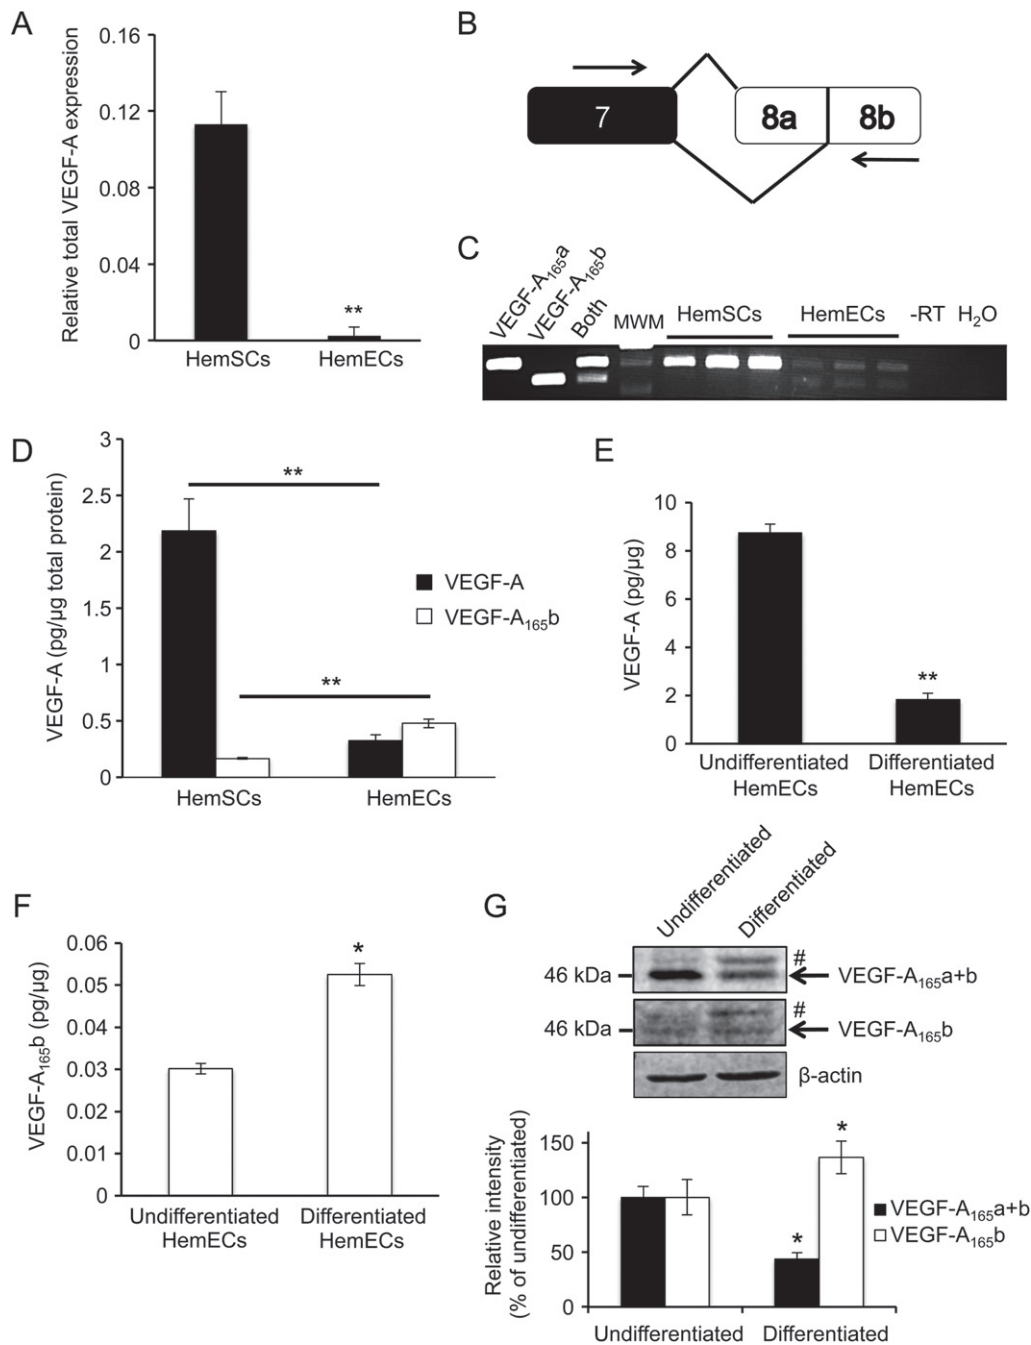 A
Relative total VEGF-A expression
0.16
0.12
0.08
0.04
0
**
HemSCs HemECs
B
7
8a
8b
C
VEGF-A₁₆₅a
VEGF-A₁₆₅b
Both
MWM
HemSCs
HemECs
-RT
H₂O
D
VEGF-A (pg/µg total protein)
3
2.5
2
1.5
1
0.5
0
**
**
VEGF-A
VEGF-A₁₆₅b
HemSCs HemECs
E
VEGF-A (pg/µg)
10
8
6
4
2
0
**
Undifferentiated Differentiated
HemECs HemECs
F
VEGF-A₁₆₅b (pg/µg)
0.06
0.05
0.04
0.03
0.02
0.01
0
*
Undifferentiated Differentiated
HemECs HemECs
G
Undifferentiated
Differentiated
#
46 kDa
VEGF-A₁₆₅a+b
#
46 kDa
VEGF-A₁₆₅b
β-actin
Relative intensity
(% of undifferentiated)
150
100
50
0
*
*
VEGF-A₁₆₅a+b
VEGF-A₁₆₅b
Undifferentiated Differentiated